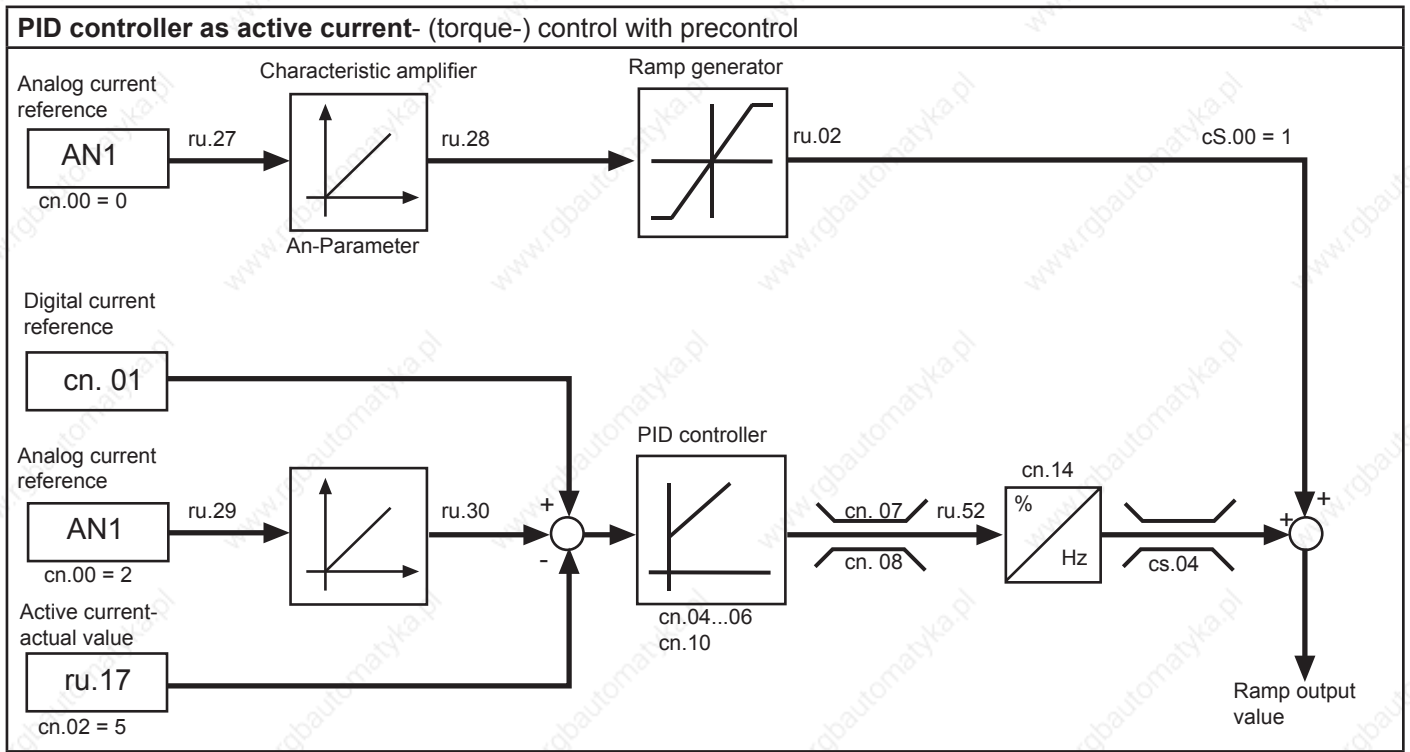 PID controller as active current- (torque-) control with precontrol
Analog current
reference
AN1
cn.00 = 0
ru.27
Characteristic amplifier
An-Parameter
ru.28
Ramp generator
ru.02
cS.00 = 1
Digital current
reference
cn. 01
Analog current
reference
AN1
cn.00 = 2
ru.29
ru.30
+
-
Active current-
actual value
ru.17
cn.02 = 5
PID controller
cn.04...06
cn.10
cn. 07
cn. 08
ru.52
cn.14
%
Hz
cs.04
+
+
Ramp output
value
www.rgbautomatyka.pl